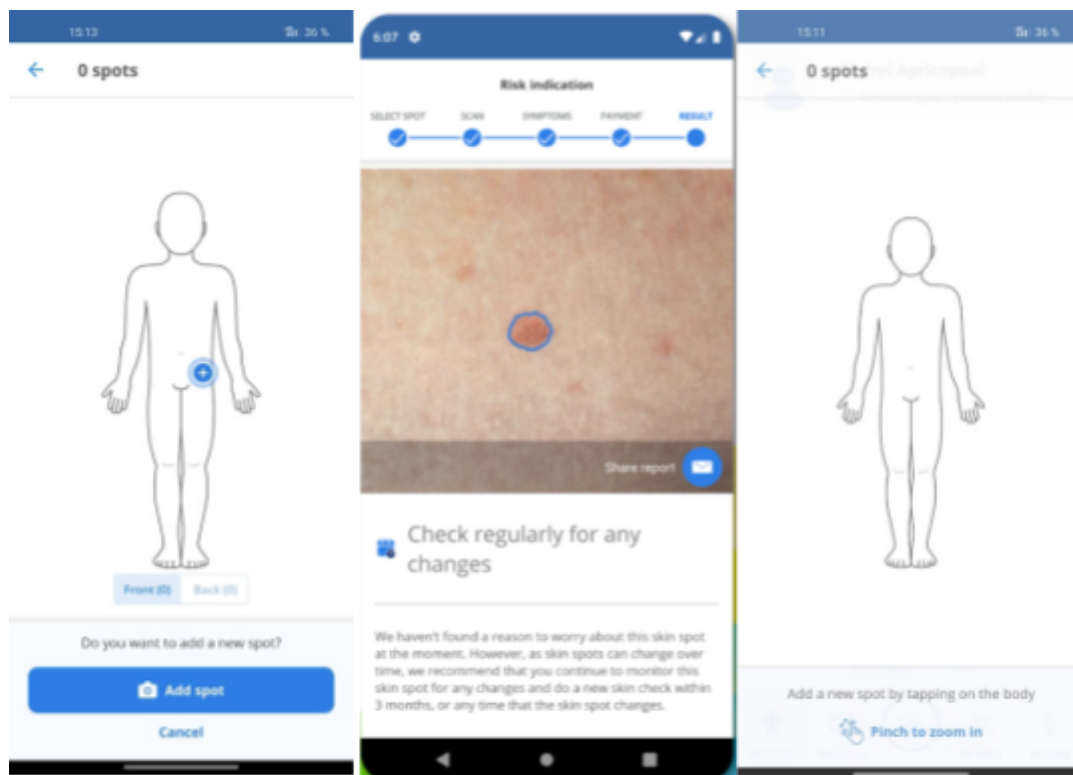 15:13
36 %
0 spots
Front (0)
Back (0)
Do you want to add a new spot?
Add spot
Cancel
6:07
Risk indication
SELECT SPOT
SCAN
SYMPTOMS
PAYMENT
RESULT
Share report
Check regularly for any
changes
We haven't found a reason to worry about this skin spot
at the moment. However, as skin spots can change over
time, we recommend that you continue to monitor this
skin spot for any changes and do a new skin check within
3 months, or any time that the skin spot changes.
15:11
36 %
0 spots
Add a new spot by tapping on the body
Pinch to zoom in